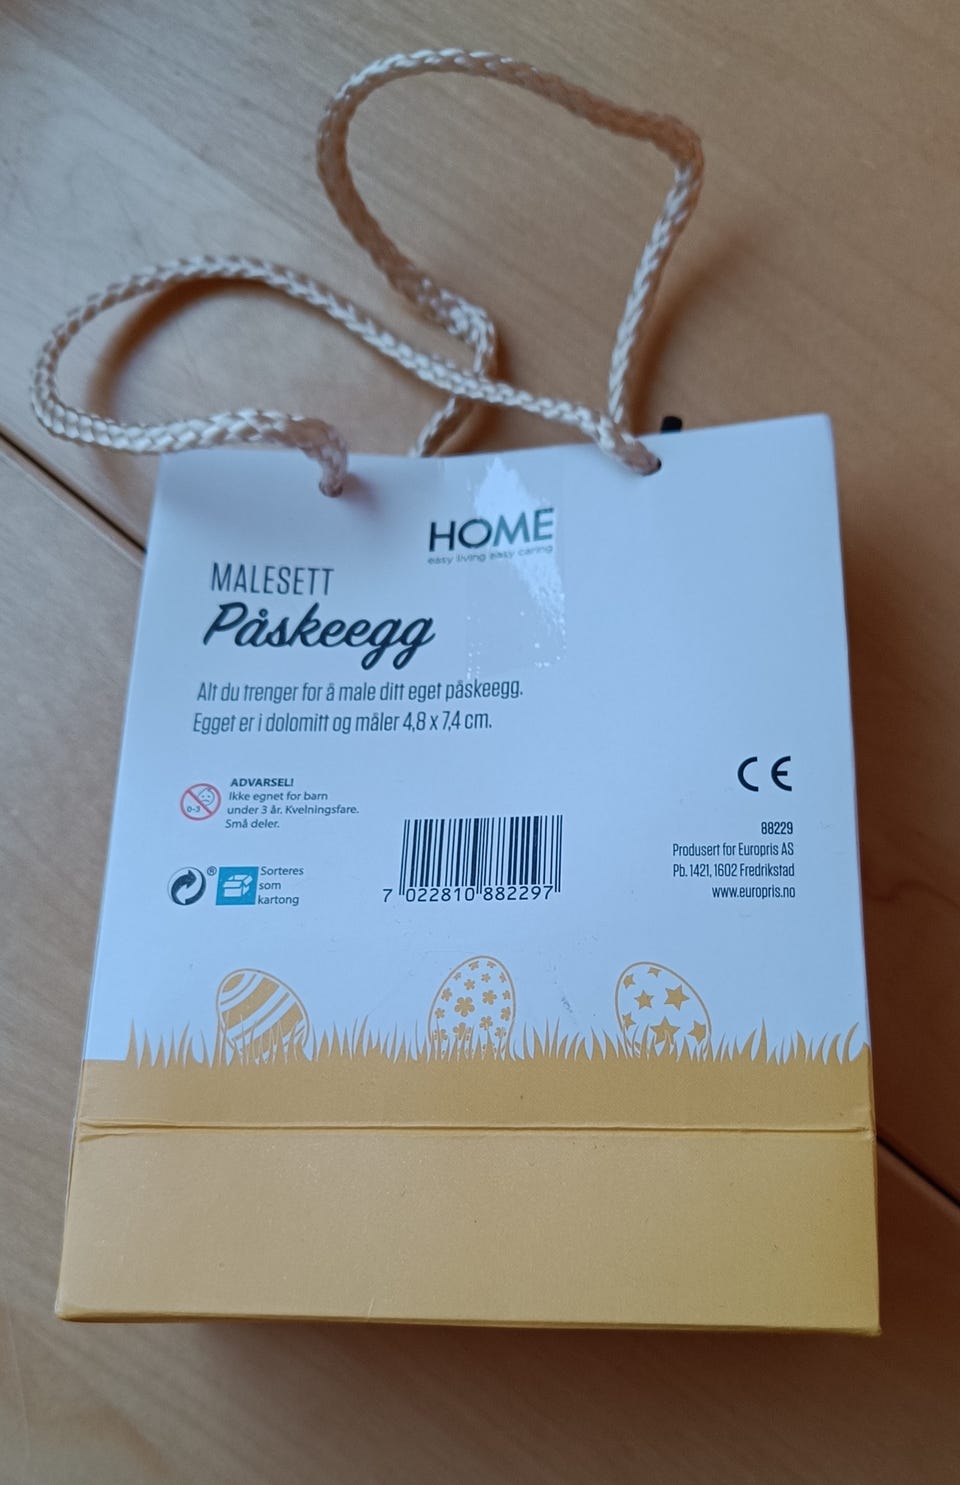 HOME
easy living easy caring
MALESETT
Påskeegg
Alt du trenger for å male ditt eget påskeegg.
Egget er i dolomitt og måler 4,8 x 7,4 cm.
0-3
ADVARSEL!
Ikke egnet for barn
under 3 år. Kvelningsfare.
Små deler.
®
Sorteres
som
kartong
7 022810 882297
CE
88229
Produsert for Europris AS
Pb. 1421, 1602 Fredrikstad
www.europris.no